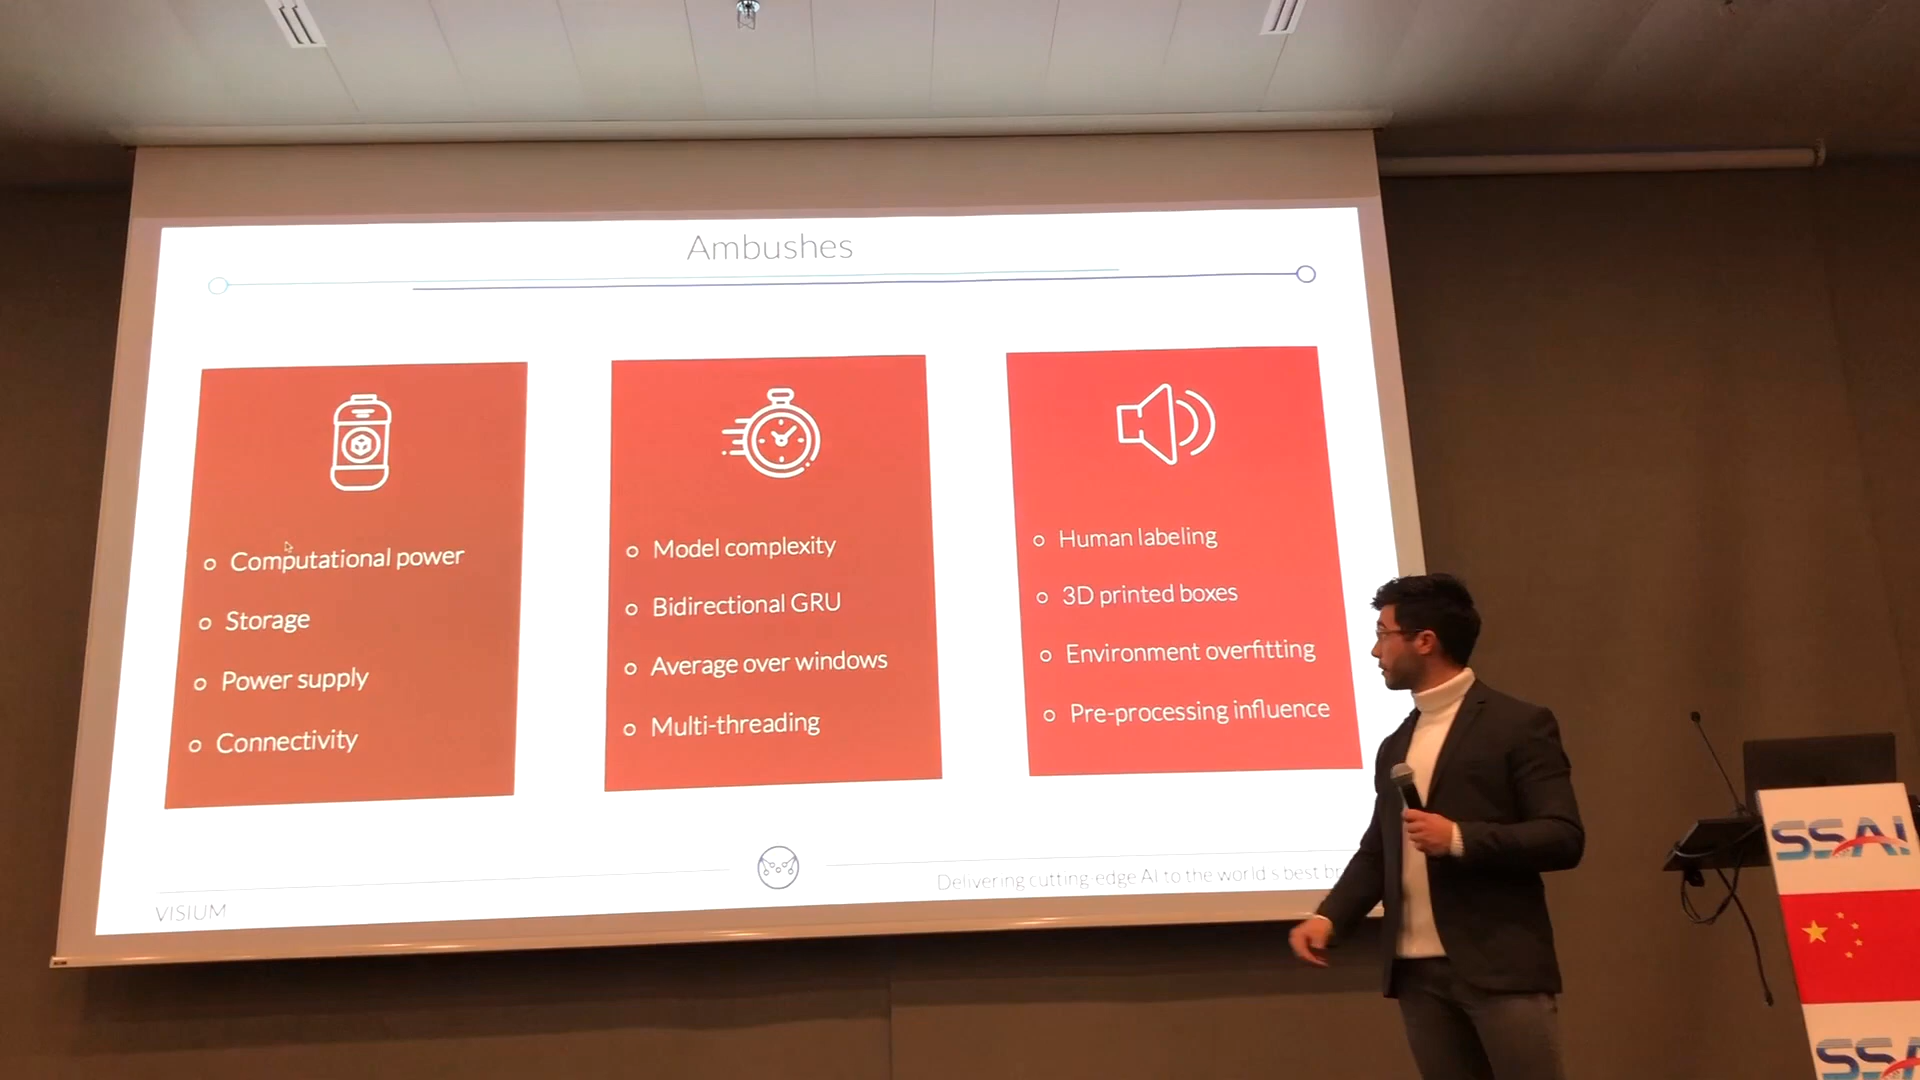 Ambushes
Computational power
Storage
Power supply
Connectivity
Model complexity
Bidirectional GRU
Average over windows
Multi-threading
Human labeling
3D printed boxes
Environment overfitting
Pre-processing influence
VISIUM
Delivering cutting edge AI to the world s best
SSAI
SSA